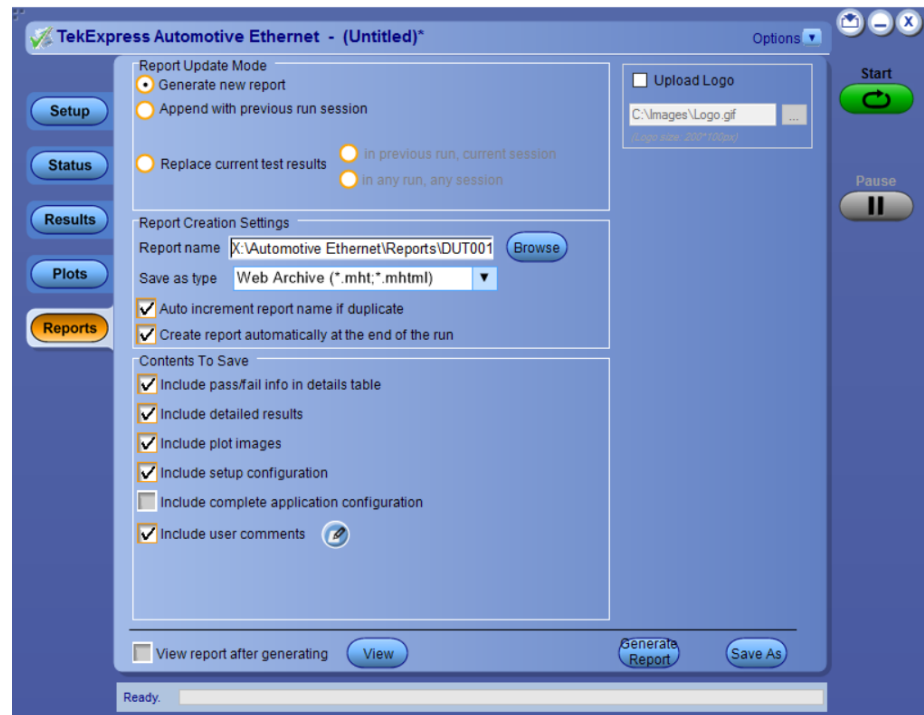 TekExpress Automotive Ethernet - (Untitled)*
Options
Start
Pause
Setup
Status
Results
Plots
Reports
Report Update Mode
Generate new report
Append with previous run session
Replace current test results
in previous run, current session
in any run, any session
Upload Logo
C:\Images\Logo.gif
...
(Logo size: 200*100px)
Report Creation Settings
Report name X:\Automotive Ethernet\Reports\DUT001 Browse
Save as type Web Archive (*.mht;*.mhtml)
Auto increment report name if duplicate
Create report automatically at the end of the run
Contents To Save
Include pass/fail info in details table
Include detailed results
Include plot images
Include setup configuration
Include complete application configuration
Include user comments
View report after generating View
Generate
Report
Save As
Ready.